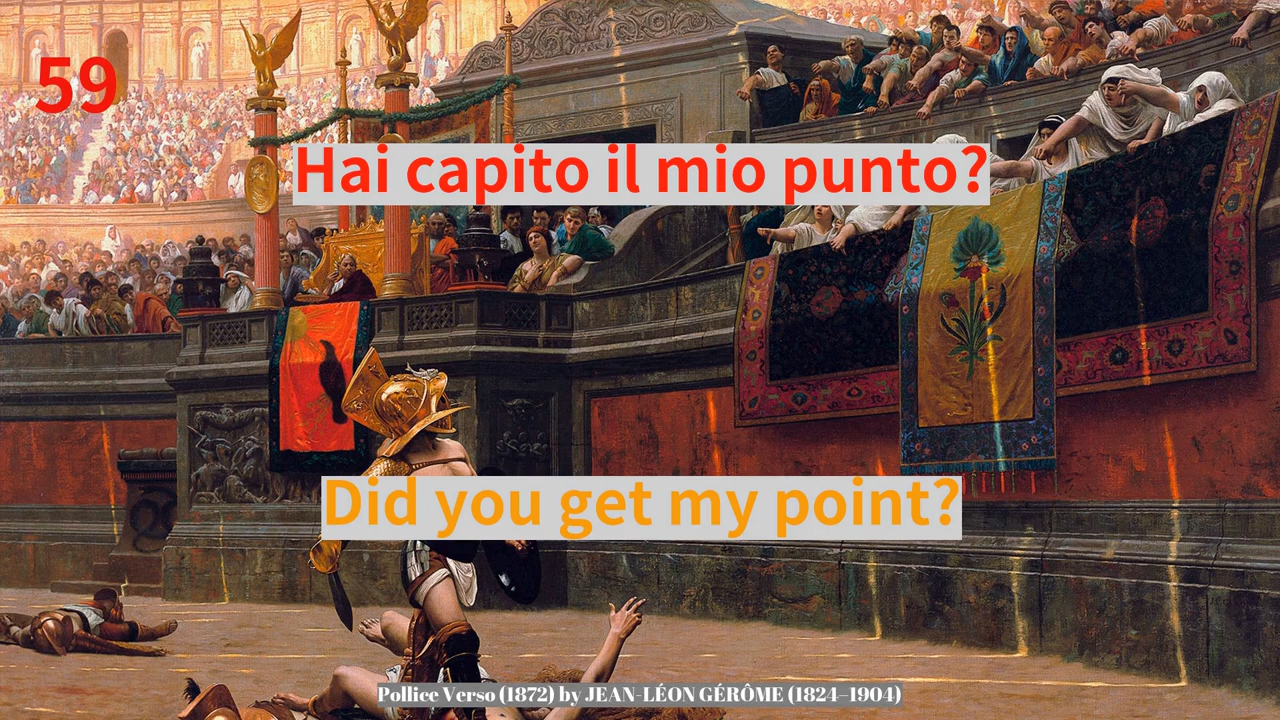 59
Hai capito il mio punto?
Did you get my point?
Pollice Verso (1872) by JEAN-LÉON GÉRÔME (1824–1904)